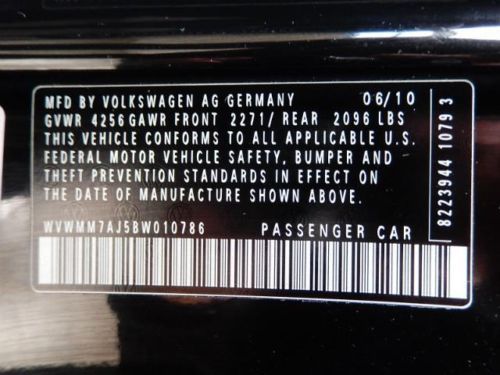 MFD BY VOLKSWAGEN AG GERMANY 06/10
GVWR 4256 GAWR FRONT 2271/ REAR 2096 LBS
THIS VEHICLE CONFORMS TO ALL APPLICABLE U.S.
FEDERAL MOTOR VEHICLE SAFETY, BUMPER AND
THEFT PREVENTION STANDARDS IN EFFECT ON
THE DATE OF MANUFACTURE SHOWN ABOVE.
WVWMM7AJ5BW010786 PASSENGER CAR
8223944 1079 3